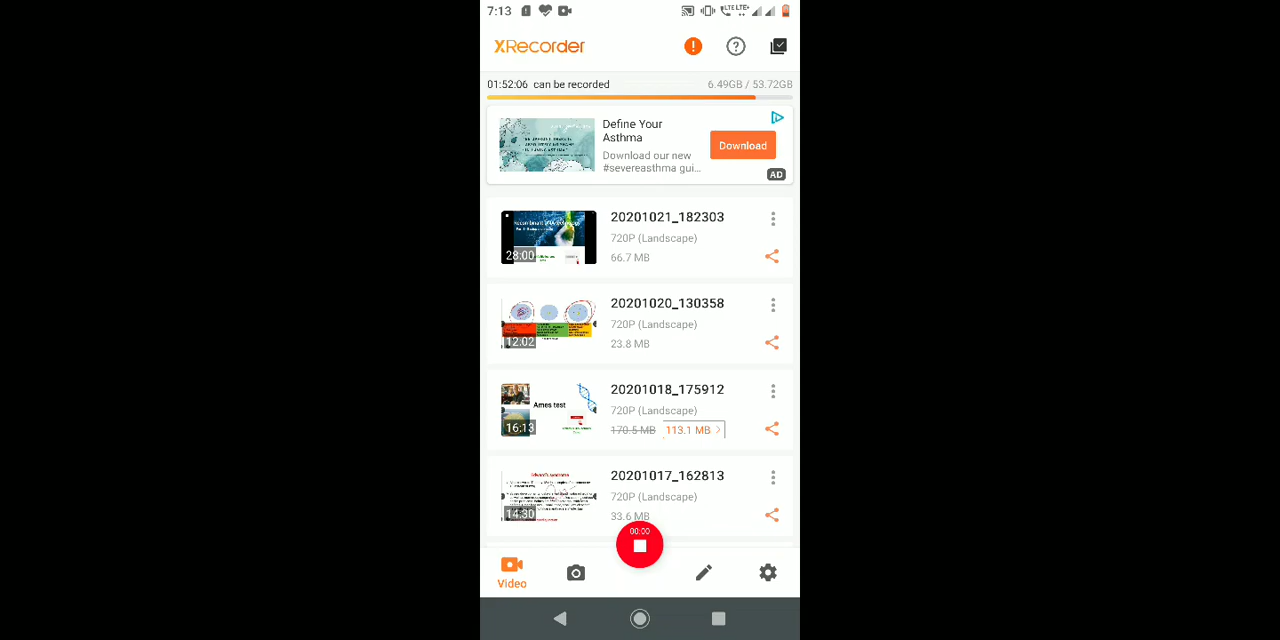 7:13
LTE LTE+
XRecorder
01:52:06 can be recorded
6.49GB / 53.72GB
Define Your
Asthma
Download our new
#severeasthma gui...
Download
AD
20201021_182303
720P (Landscape)
66.7 MB
28:00
20201020_130358
720P (Landscape)
23.8 MB
12:02
20201018_175912
720P (Landscape)
170.5 MB 113.1 MB >
Ames test
16:13
20201017_162813
720P (Landscape)
33.6 MB
14:30
00:00
Video